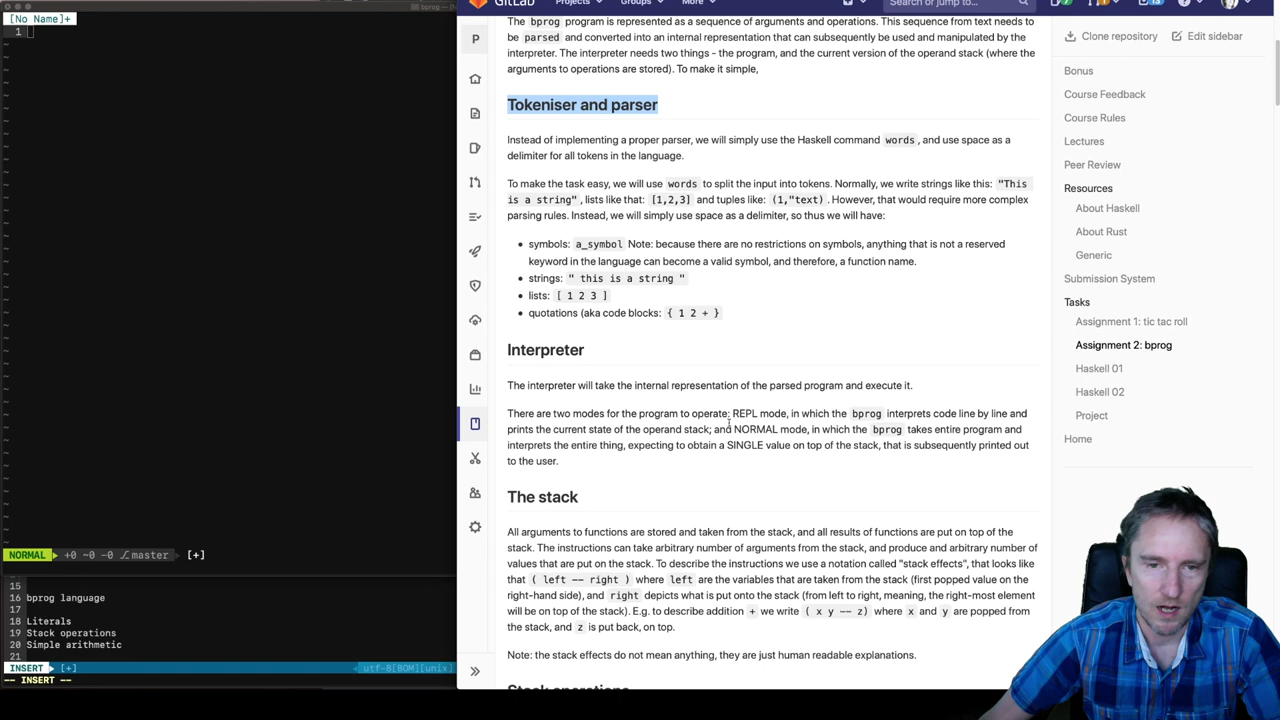 bprog
[No Name]+
1
NORMAL +0 ~0 -0 master [+]
15
16 bprog language
17
18 Literals
19 Stack operations
20 Simple arithmetic
21
INSERT [+] utf-8[BOM][unix]
-- INSERT --
GitLab Projects Groups More Search or jump to...
P
The bprog program is represented as a sequence of arguments and operations. This sequence from text needs to
be parsed and converted into an internal representation that can subsequently be used and manipulated by the
interpreter. The interpreter needs two things - the program, and the current version of the operand stack (where the
arguments to operations are stored). To make it simple,
Tokeniser and parser
Instead of implementing a proper parser, we will simply use the Haskell command words, and use space as a
delimiter for all tokens in the language.
To make the task easy, we will use words to split the input into tokens. Normally, we write strings like this: "This
is a string", lists like that: [1,2,3] and tuples like: (1,"text). However, that would require more complex
parsing rules. Instead, we will simply use space as a delimiter, so thus we will have:
• symbols: a_symbol Note: because there are no restrictions on symbols, anything that is not a reserved
keyword in the language can become a valid symbol, and therefore, a function name.
• strings: " this is a string "
• lists: [ 1 2 3 ]
• quotations (aka code blocks: { 1 2 + }
Interpreter
The interpreter will take the internal representation of the parsed program and execute it.
There are two modes for the program to operate: REPL mode, in which the bprog interprets code line by line and
prints the current state of the operand stack; and NORMAL mode, in which the bprog takes entire program and
interprets the entire thing, expecting to obtain a SINGLE value on top of the stack, that is subsequently printed out
to the user.
The stack
All arguments to functions are stored and taken from the stack, and all results of functions are put on top of the
stack. The instructions can take arbitrary number of arguments from the stack, and produce and arbitrary number of
values that are put on the stack. To describe the instructions we use a notation called "stack effects", that looks like
that ( left -- right ) where left are the variables that are taken from the stack (first popped value on the
right-hand side), and right depicts what is put onto the stack (from left to right, meaning, the right-most element
will be on top of the stack). E.g. to describe addition + we write ( x y -- z) where x and y are popped from
the stack, and z is put back, on top.
Note: the stack effects do not mean anything, they are just human readable explanations.
Stack operations
Clone repository Edit sidebar
Bonus
Course Feedback
Course Rules
Lectures
Peer Review
Resources
About Haskell
About Rust
Generic
Submission System
Tasks
Assignment 1: tic tac roll
Assignment 2: bprog
Haskell 01
Haskell 02
Project
Home